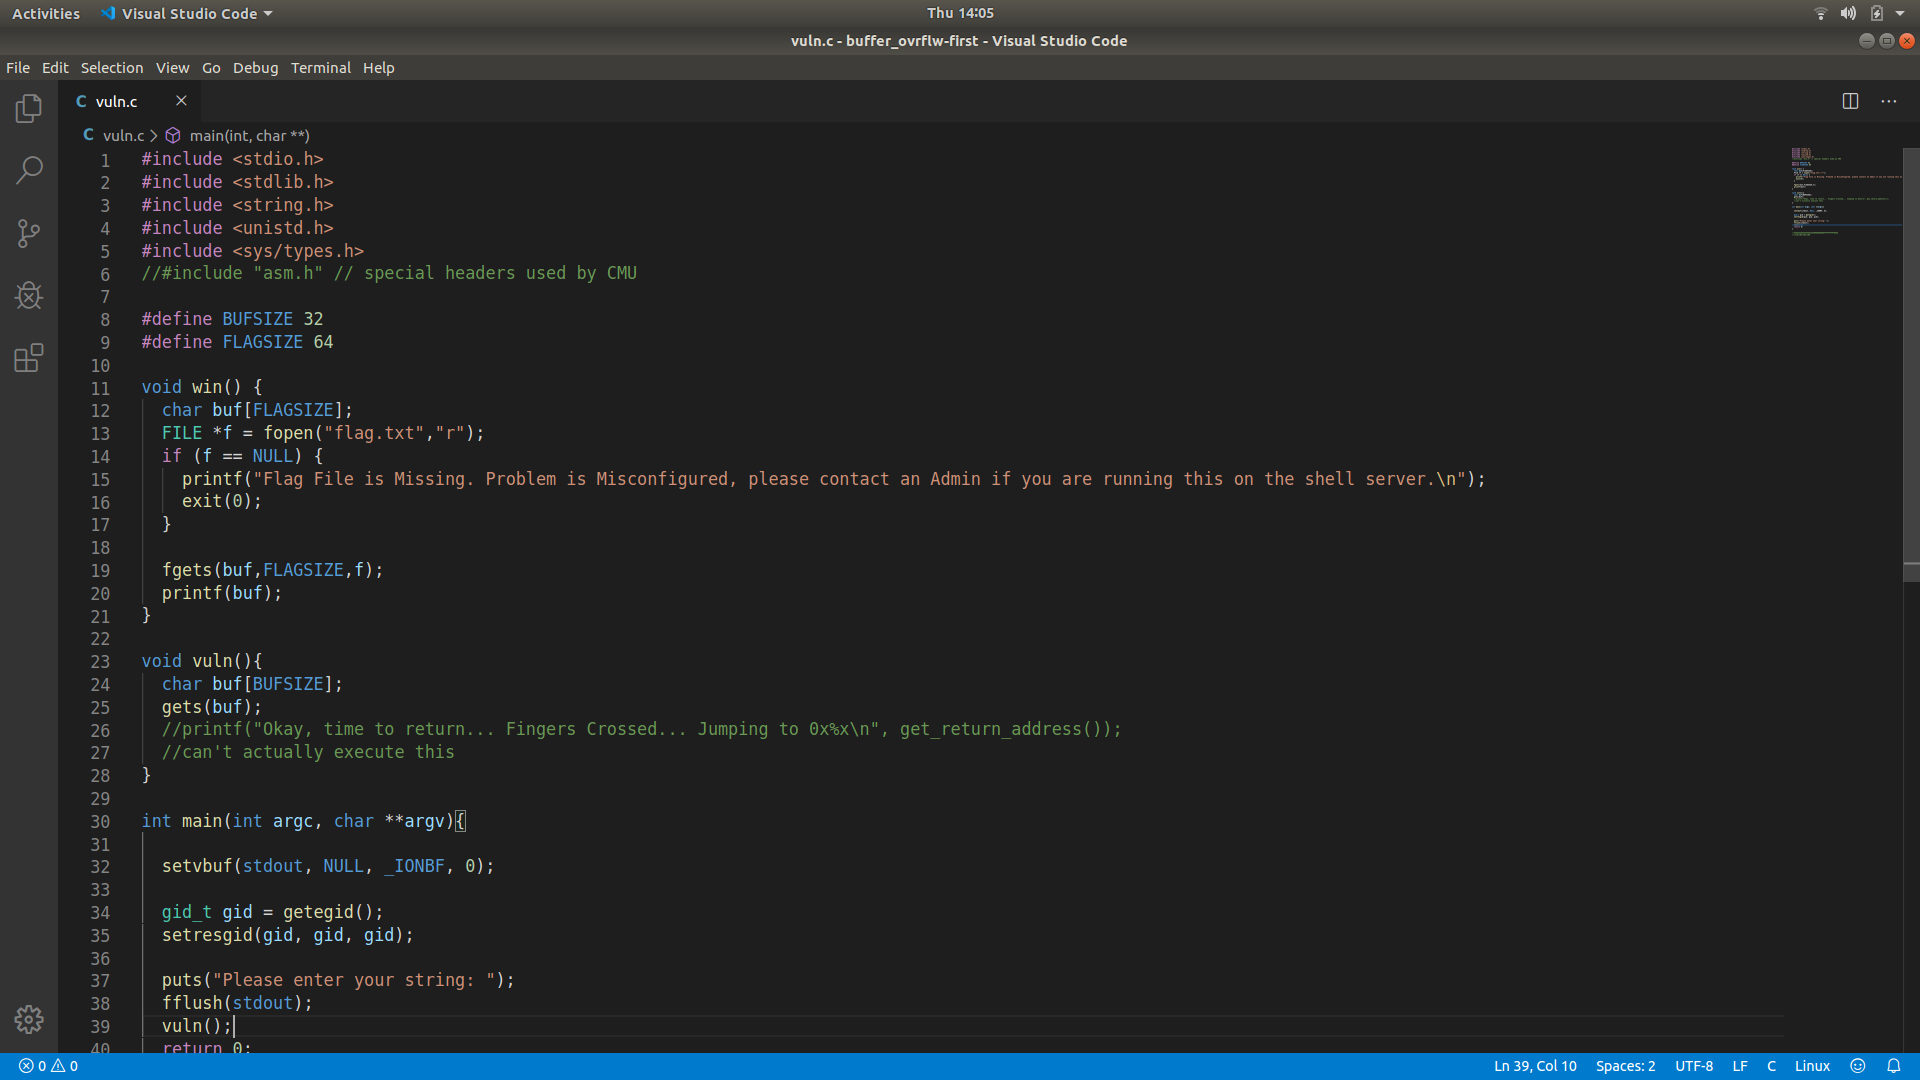 Activities Visual Studio Code Thu 14:05
vuln.c - buffer_ovrflw-first - Visual Studio Code
File Edit Selection View Go Debug Terminal Help
C vuln.c
C vuln.c > main(int, char **)
1 #include <stdio.h>
2 #include <stdlib.h>
3 #include <string.h>
4 #include <unistd.h>
5 #include <sys/types.h>
6 //#include "asm.h" // special headers used by CMU
7
8 #define BUFSIZE 32
9 #define FLAGSIZE 64
10
11 void win() {
12 char buf[FLAGSIZE];
13 FILE *f = fopen("flag.txt","r");
14 if (f == NULL) {
15 printf("Flag File is Missing. Problem is Misconfigured, please contact an Admin if you are running this on the shell server.\n");
16 exit(0);
17 }
18
19 fgets(buf,FLAGSIZE,f);
20 printf(buf);
21 }
22
23 void vuln(){
24 char buf[BUFSIZE];
25 gets(buf);
26 //printf("Okay, time to return... Fingers Crossed... Jumping to 0x%x\n", get_return_address());
27 //can't actually execute this
28 }
29
30 int main(int argc, char **argv){
31
32 setvbuf(stdout, NULL, _IONBF, 0);
33
34 gid_t gid = getegid();
35 setresgid(gid, gid, gid);
36
37 puts("Please enter your string: ");
38 fflush(stdout);
39 vuln();
40 return 0;
0 0 Ln 39, Col 10 Spaces: 2 UTF-8 LF C Linux